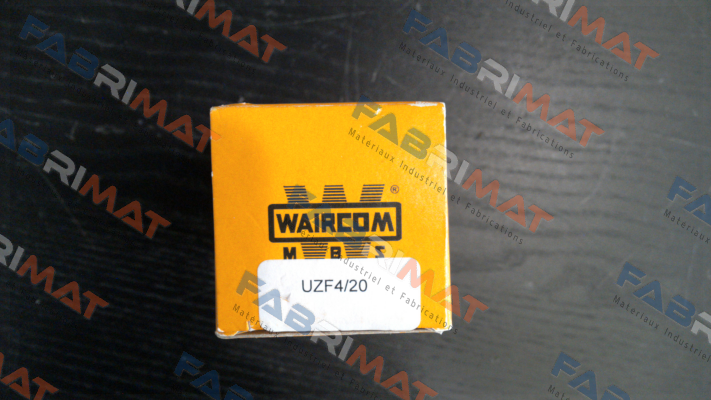 WAIRCOM
®
M B S
UZF4/20
FABRIMAT
Matériaux Industriel et Fabrications